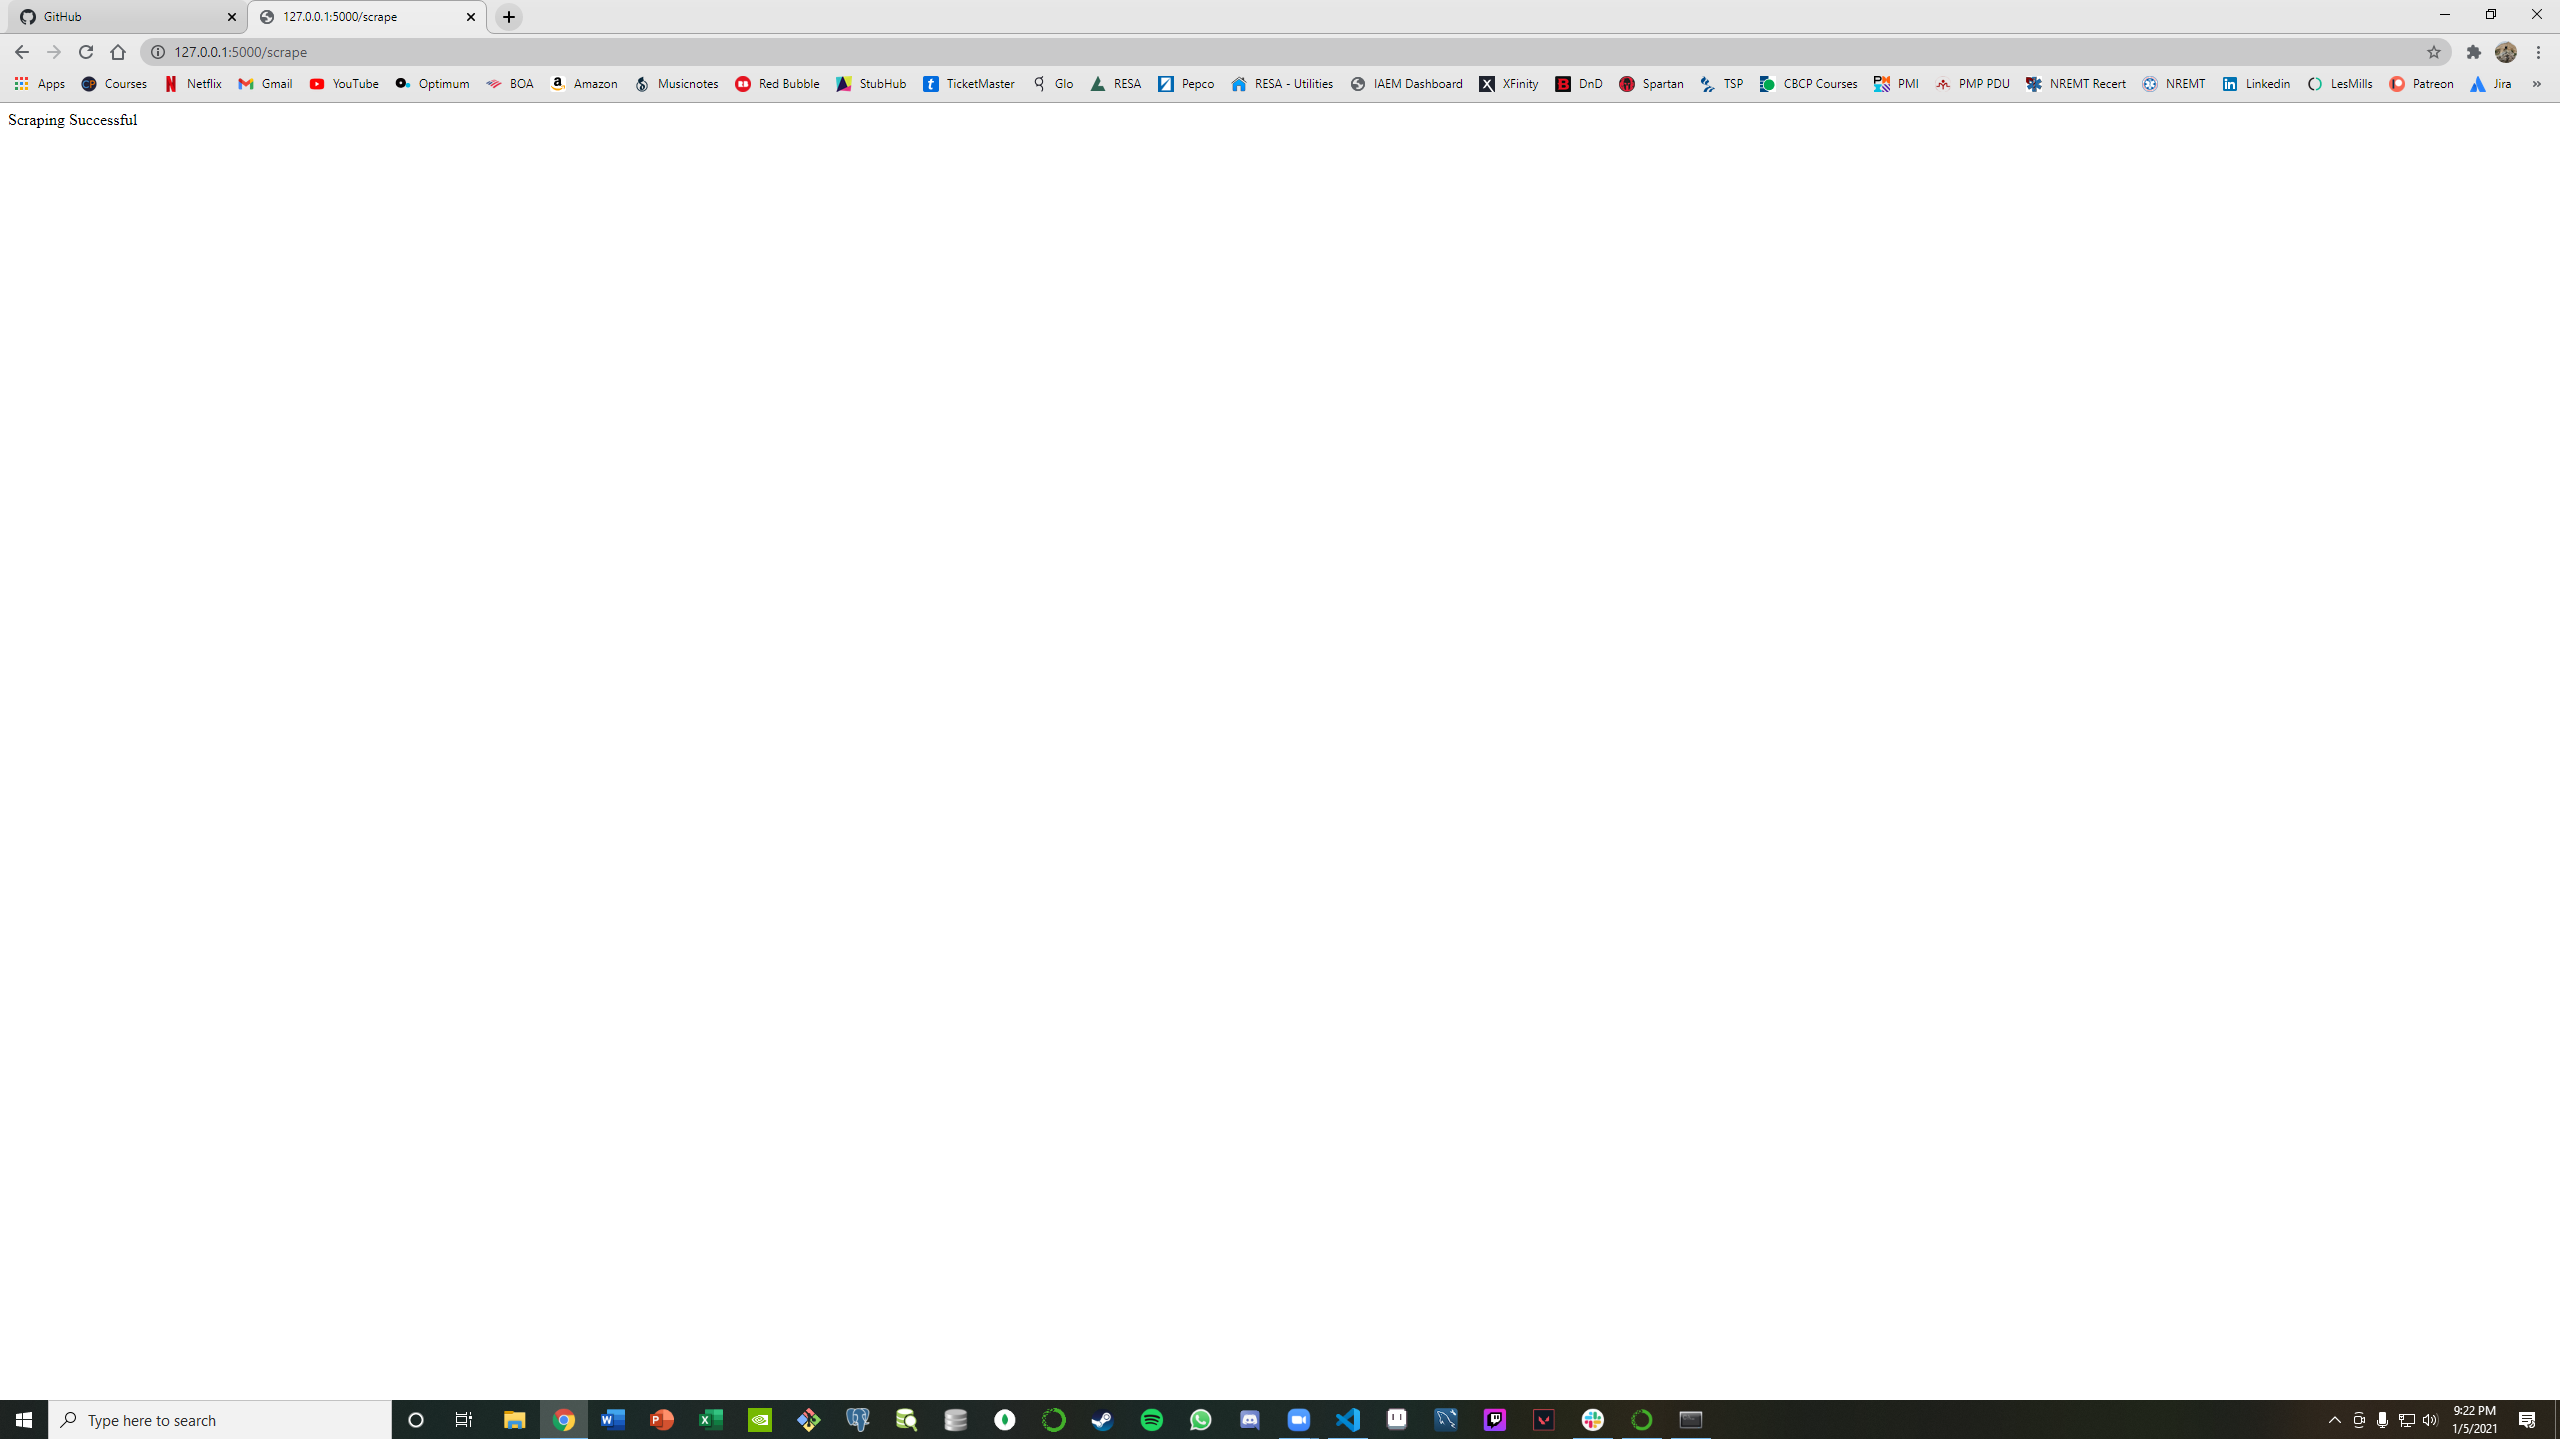 GitHub
127.0.0.1:5000/scrape
127.0.0.1:5000/scrape
Apps Courses Netflix Gmail YouTube Optimum BOA Amazon Musicnotes Red Bubble StubHub TicketMaster Glo RESA Pepco RESA - Utilities IAEM Dashboard XFinity DnD Spartan TSP CBCP Courses PMI PMP PDU NREMT Recert NREMT Linkedin LesMills Patreon Jira »
Scraping Successful
Type here to search
9:22 PM
1/5/2021